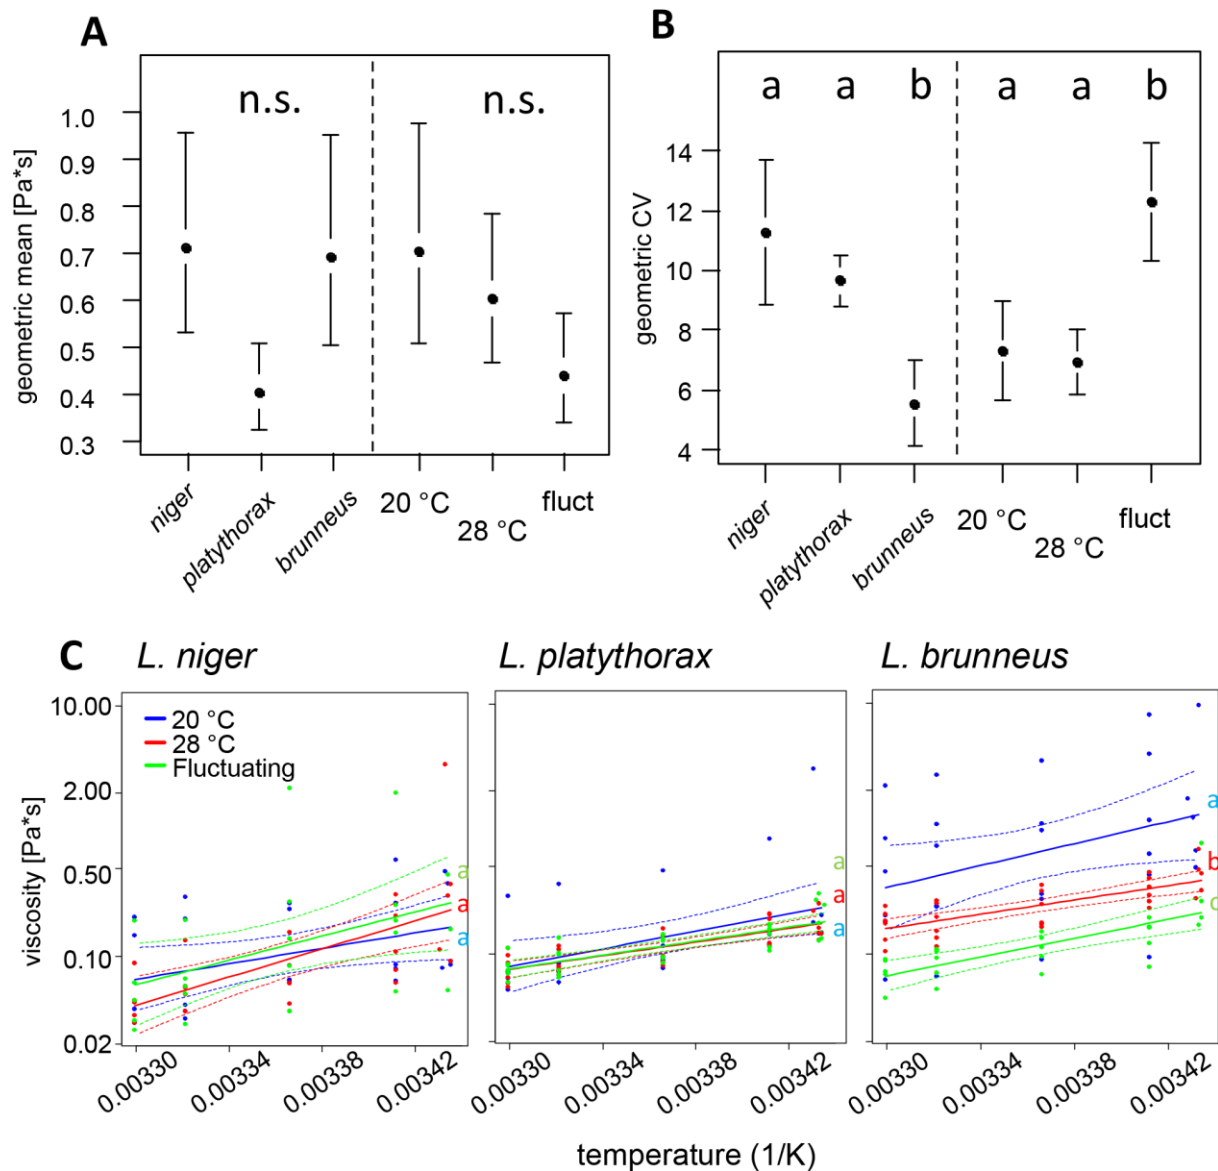 A
n.s.
n.s.
geometric mean [Pa*s]
1.0
0.9
0.8
0.7
0.6
0.5
0.4
0.3
niger
platythorax
brunneus
20 °C
28 °C
fluct
B
a
a
b
a
a
b
geometric CV
14
12
10
8
6
4
niger
platythorax
brunneus
20 °C
28 °C
fluct
C
L. niger
L. platythorax
L. brunneus
viscosity [Pa*s]
10.00
2.00
0.50
0.10
0.02
20 °C
28 °C
Fluctuating
a
a
a
a
a
a
a
b
c
0.00330
0.00334
0.00338
0.00342
0.00330
0.00334
0.00338
0.00342
0.00330
0.00334
0.00338
0.00342
temperature (1/K)